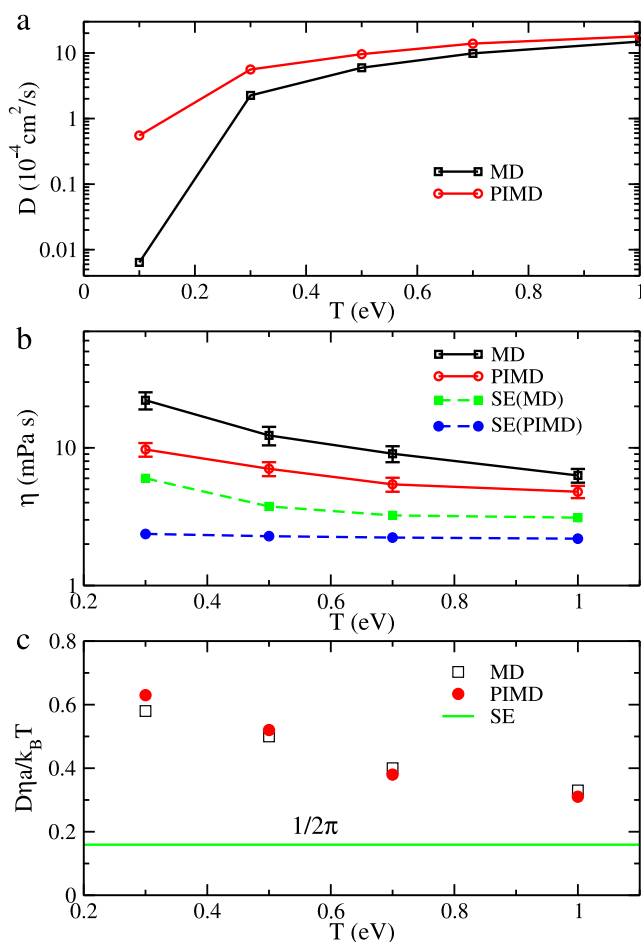 a
10
1
0.1
0.01
D (10⁻⁴cm²/s)
MD
PIMD
0 0.2 0.4 0.6 0.8 1
T (eV)
b
10
1
η (mPa s)
MD
PIMD
SE(MD)
SE(PIMD)
0.2 0.4 0.6 0.8 1
T (eV)
c
0.8
0.6
0.4
0.2
0
Dηa/k_BT
MD
PIMD
SE
1/2π
0.2 0.4 0.6 0.8 1
T (eV)